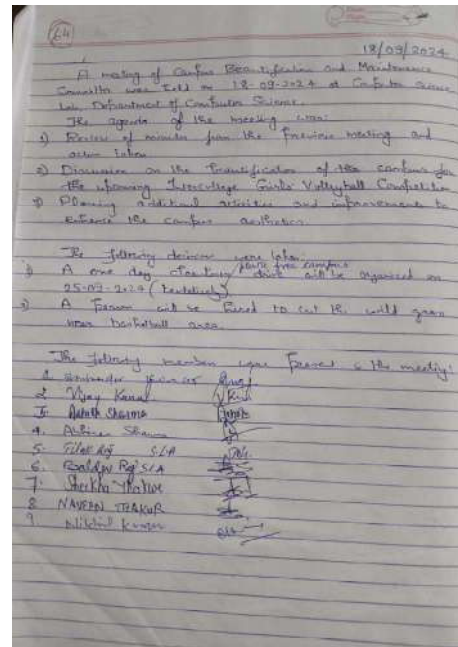 64
18/09/2024
A meeting of Campus Beautification and Maintenance
Committee was held on 18-09-2024 at Computer Science
Lab, Department of Computer Science.
The agenda of the meeting was:
1) Review of minutes from the Previous meeting and
action taken
2) Discussion on the Beautification of the campus for
the upcoming Intercollege Girls Volleyball Competition
3) Planning additional activities and improvements to
enhance the campus aesthetics.
The following decisions were taken:
1) A one day drive will be organised on
25-09-2024 (tentatively)
2) A Person will be hired to cut the wild grass
near basketball area.
The following members were Present in the meeting:
1. Kumar
2. Vijay
3. Sharma
4. Sharma
5. Tilak Raj SLA
6. Baldev Raj SLA
7. Thakur
8 NAVEEN THAKUR
9. Nikhil Kumar